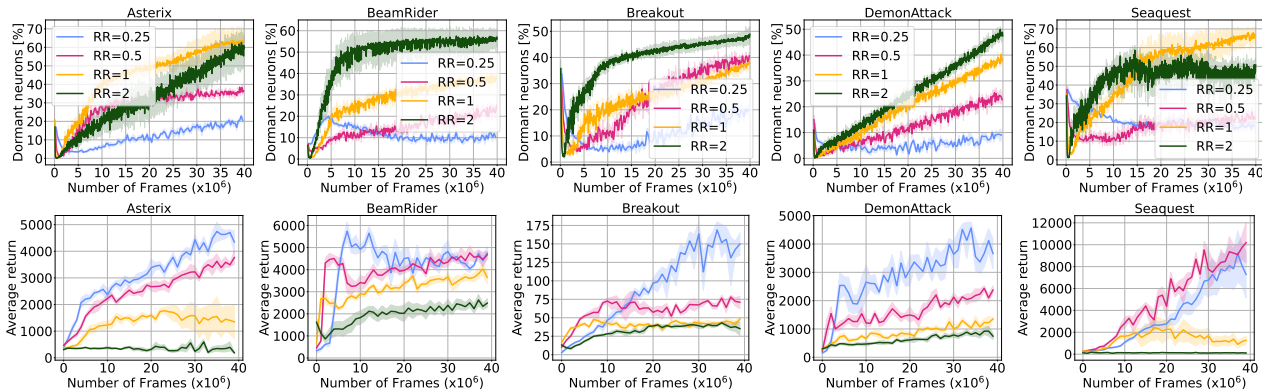 Asterix
Dormant neurons [%]
70
60
50
40
30
20
10
0
RR=0.25
RR=0.5
RR=1
RR=2
0 5 10 15 20 25 30 35 40
Number of Frames (x10⁶)
BeamRider
Dormant neurons [%]
60
50
40
30
20
10
0
RR=0.25
RR=0.5
RR=1
RR=2
0 5 10 15 20 25 30 35 40
Number of Frames (x10⁶)
Breakout
Dormant neurons [%]
50
40
30
20
10
0
RR=0.25
RR=0.5
RR=1
RR=2
0 5 10 15 20 25 30 35 40
Number of Frames (x10⁶)
DemonAttack
Dormant neurons [%]
50
40
30
20
10
0
RR=0.25
RR=0.5
RR=1
RR=2
0 5 10 15 20 25 30 35 40
Number of Frames (x10⁶)
Seaquest
Dormant neurons [%]
70
60
50
40
30
20
10
0
RR=0.25
RR=0.5
RR=1
RR=2
0 5 10 15 20 25 30 35 40
Number of Frames (x10⁶)
Asterix
Average return
5000
4000
3000
2000
1000
0
0 10 20 30 40
Number of Frames (x10⁶)
BeamRider
Average return
6000
5000
4000
3000
2000
1000
0
0 10 20 30 40
Number of Frames (x10⁶)
Breakout
Average return
175
150
125
100
75
50
25
0
0 10 20 30 40
Number of Frames (x10⁶)
DemonAttack
Average return
5000
4000
3000
2000
1000
0
0 10 20 30 40
Number of Frames (x10⁶)
Seaquest
Average return
12000
10000
8000
6000
4000
2000
0
0 10 20 30 40
Number of Frames (x10⁶)